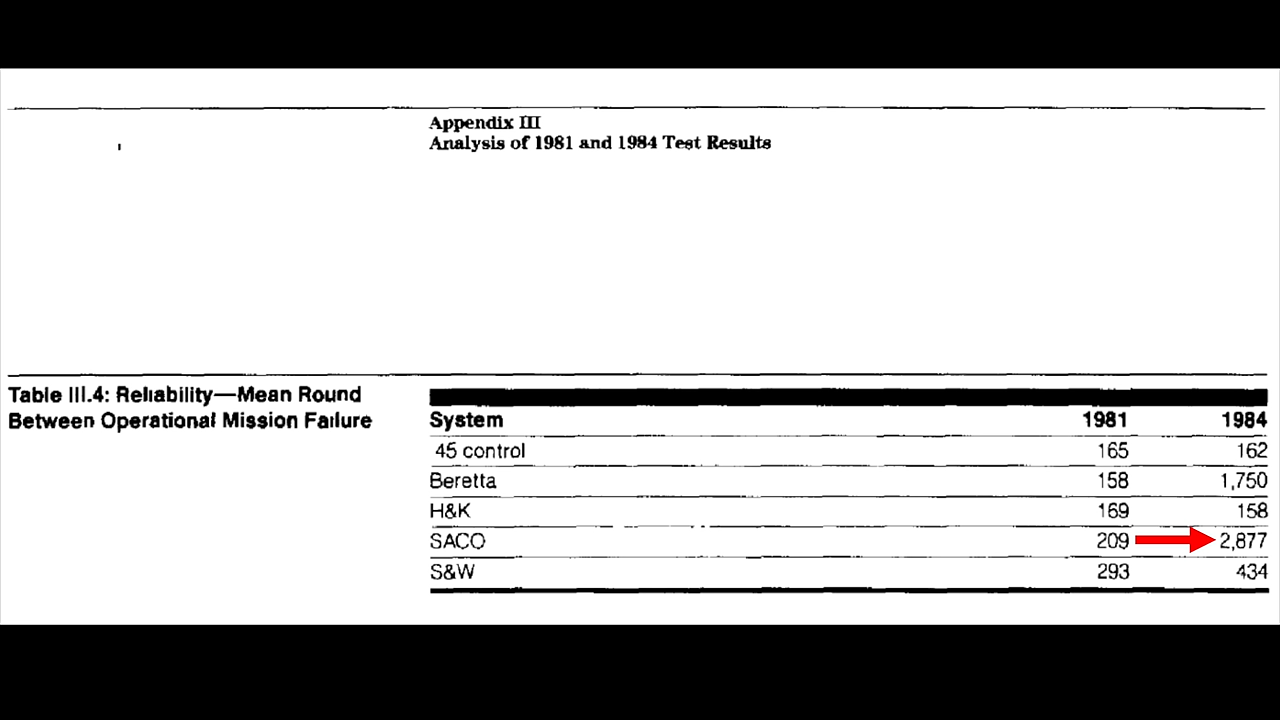 Appendix III
Analysis of 1981 and 1984 Test Results
Table III.4: Reliability—Mean Round
Between Operational Mission Failure
System 1981 1984
45 control 165 162
Beretta 158 1,750
H&K 169 158
SACO 209 2,877
S&W 293 434